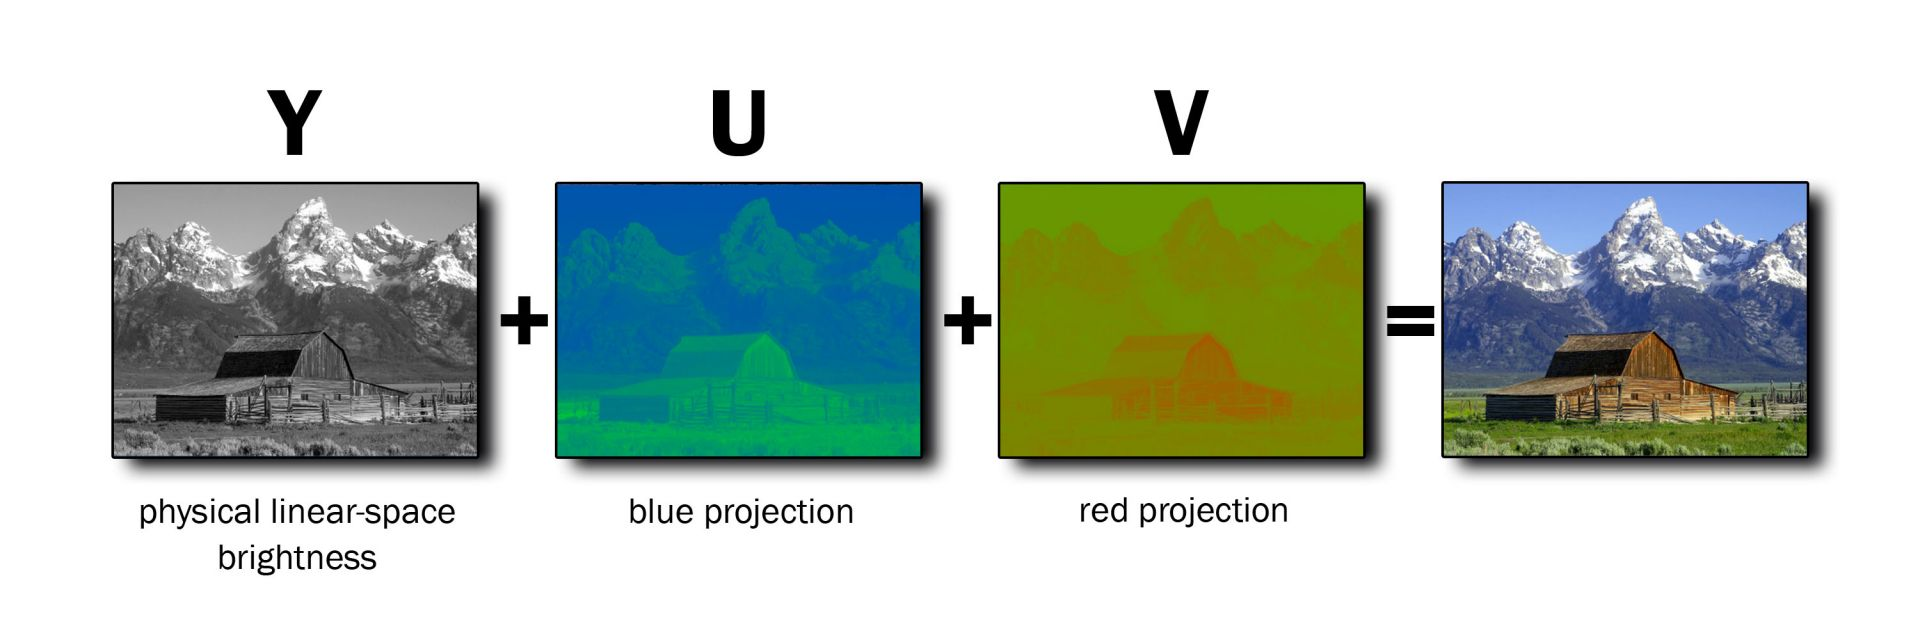 Y
U
V
+
+
=
physical linear-space
brightness
blue projection
red projection